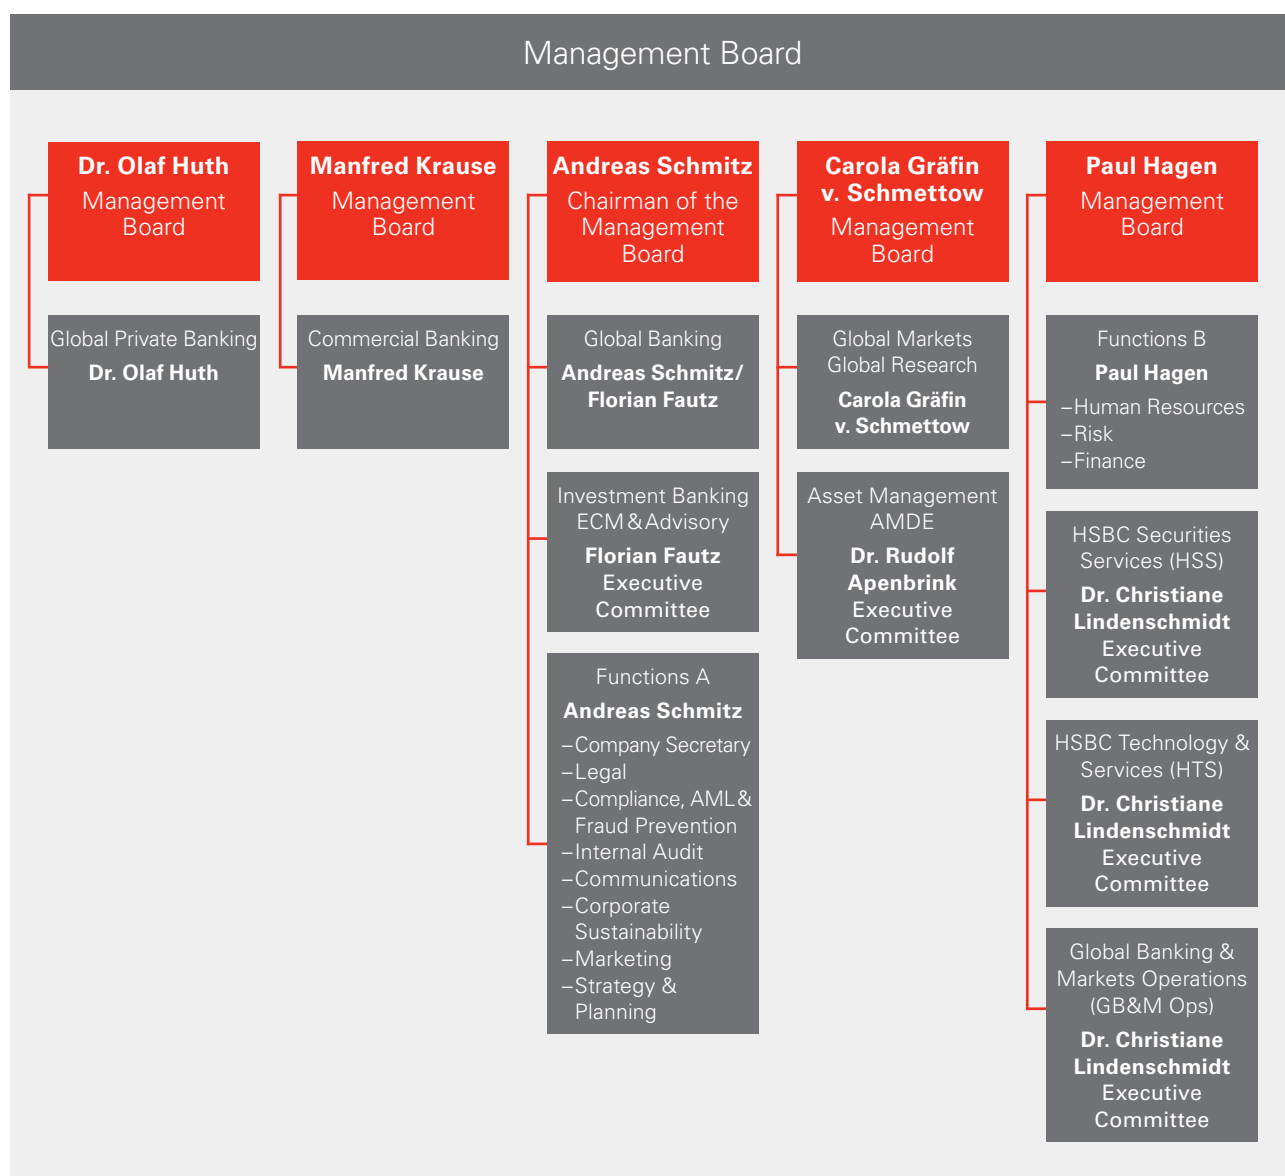 Management Board
Dr. Olaf Huth
Management
Board
Global Private Banking
Dr. Olaf Huth
Manfred Krause
Management
Board
Commercial Banking
Manfred Krause
Andreas Schmitz
Chairman of the
Management
Board
Global Banking
Andreas Schmitz/
Florian Fautz
Investment Banking
ECM & Advisory
Florian Fautz
Executive
Committee
Functions A
Andreas Schmitz
–Company Secretary
–Legal
–Compliance, AML &
Fraud Prevention
–Internal Audit
–Communications
–Corporate
Sustainability
–Marketing
–Strategy &
Planning
Carola Gräfin
v. Schmettow
Management
Board
Global Markets
Global Research
Carola Gräfin
v. Schmettow
Asset Management
AMDE
Dr. Rudolf
Apenbrink
Executive
Committee
Paul Hagen
Management
Board
Functions B
Paul Hagen
–Human Resources
–Risk
–Finance
HSBC Securities
Services (HSS)
Dr. Christiane
Lindenschmidt
Executive
Committee
HSBC Technology &
Services (HTS)
Dr. Christiane
Lindenschmidt
Executive
Committee
Global Banking &
Markets Operations
(GB&M Ops)
Dr. Christiane
Lindenschmidt
Executive
Committee